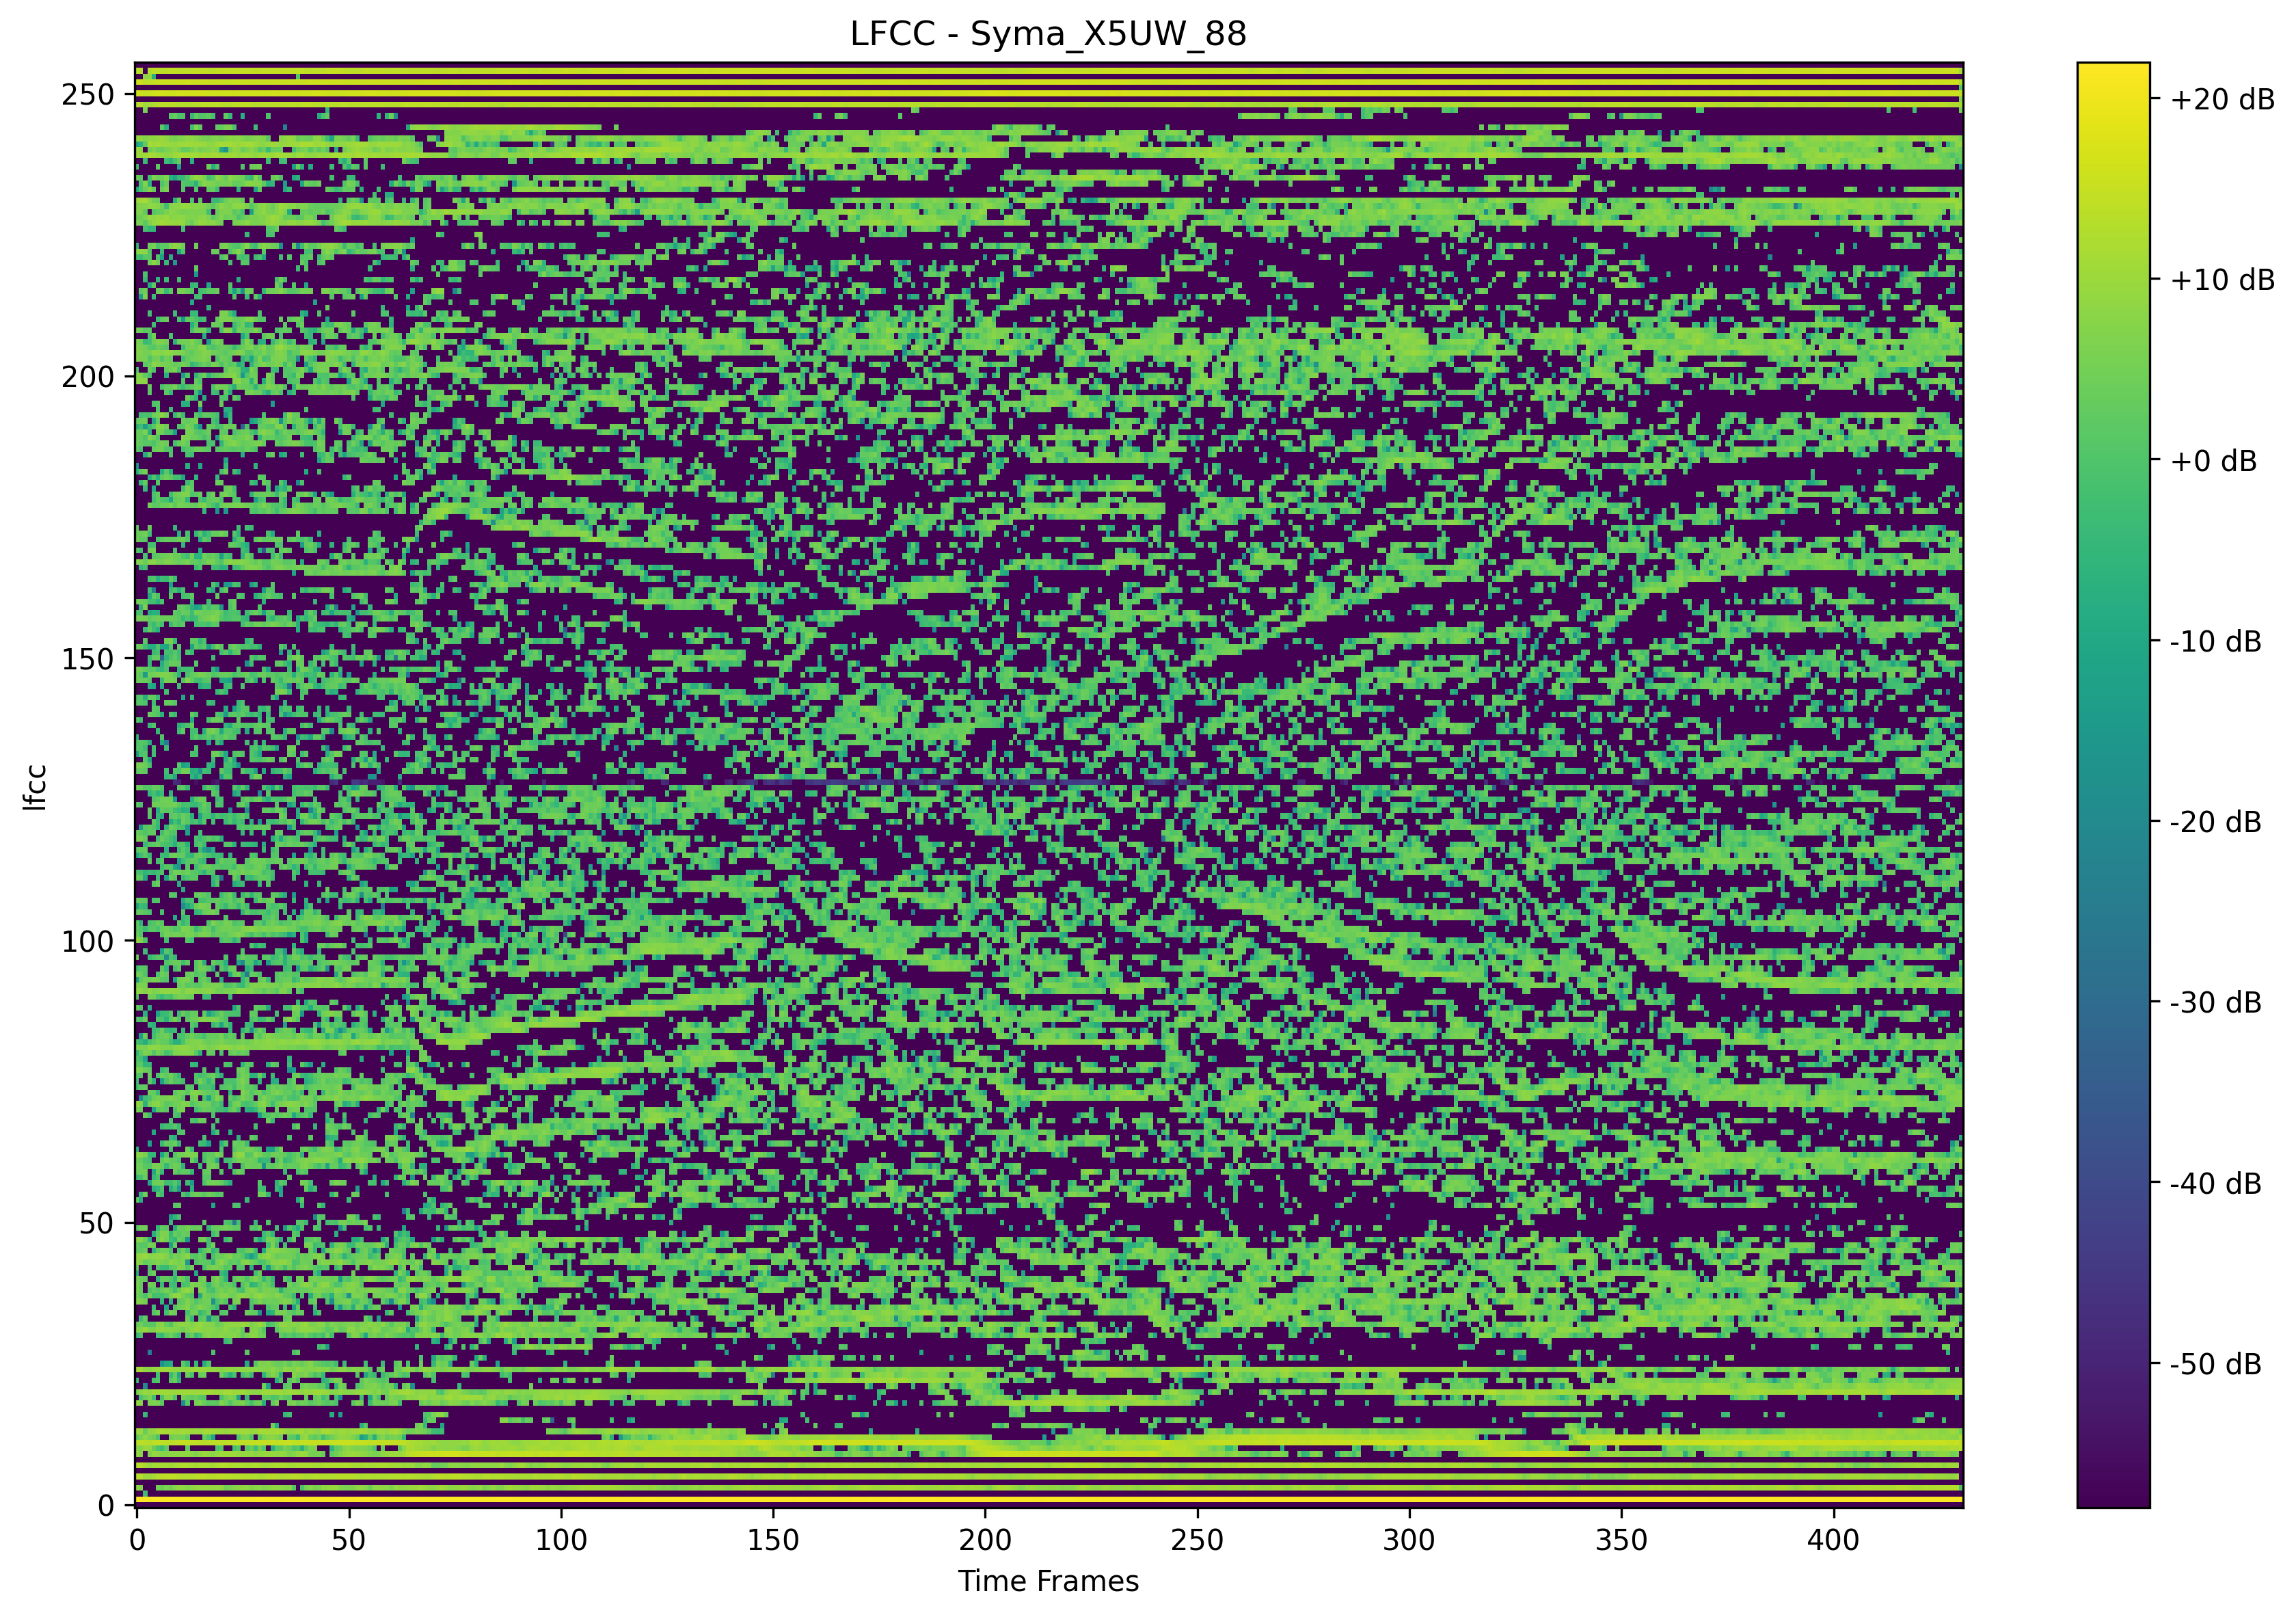 LFCC - Syma_X5UW_88
250
200
150
100
50
0
lfcc
0 50 100 150 200 250 300 350 400
Time Frames
+20 dB
+10 dB
+0 dB
-10 dB
-20 dB
-30 dB
-40 dB
-50 dB